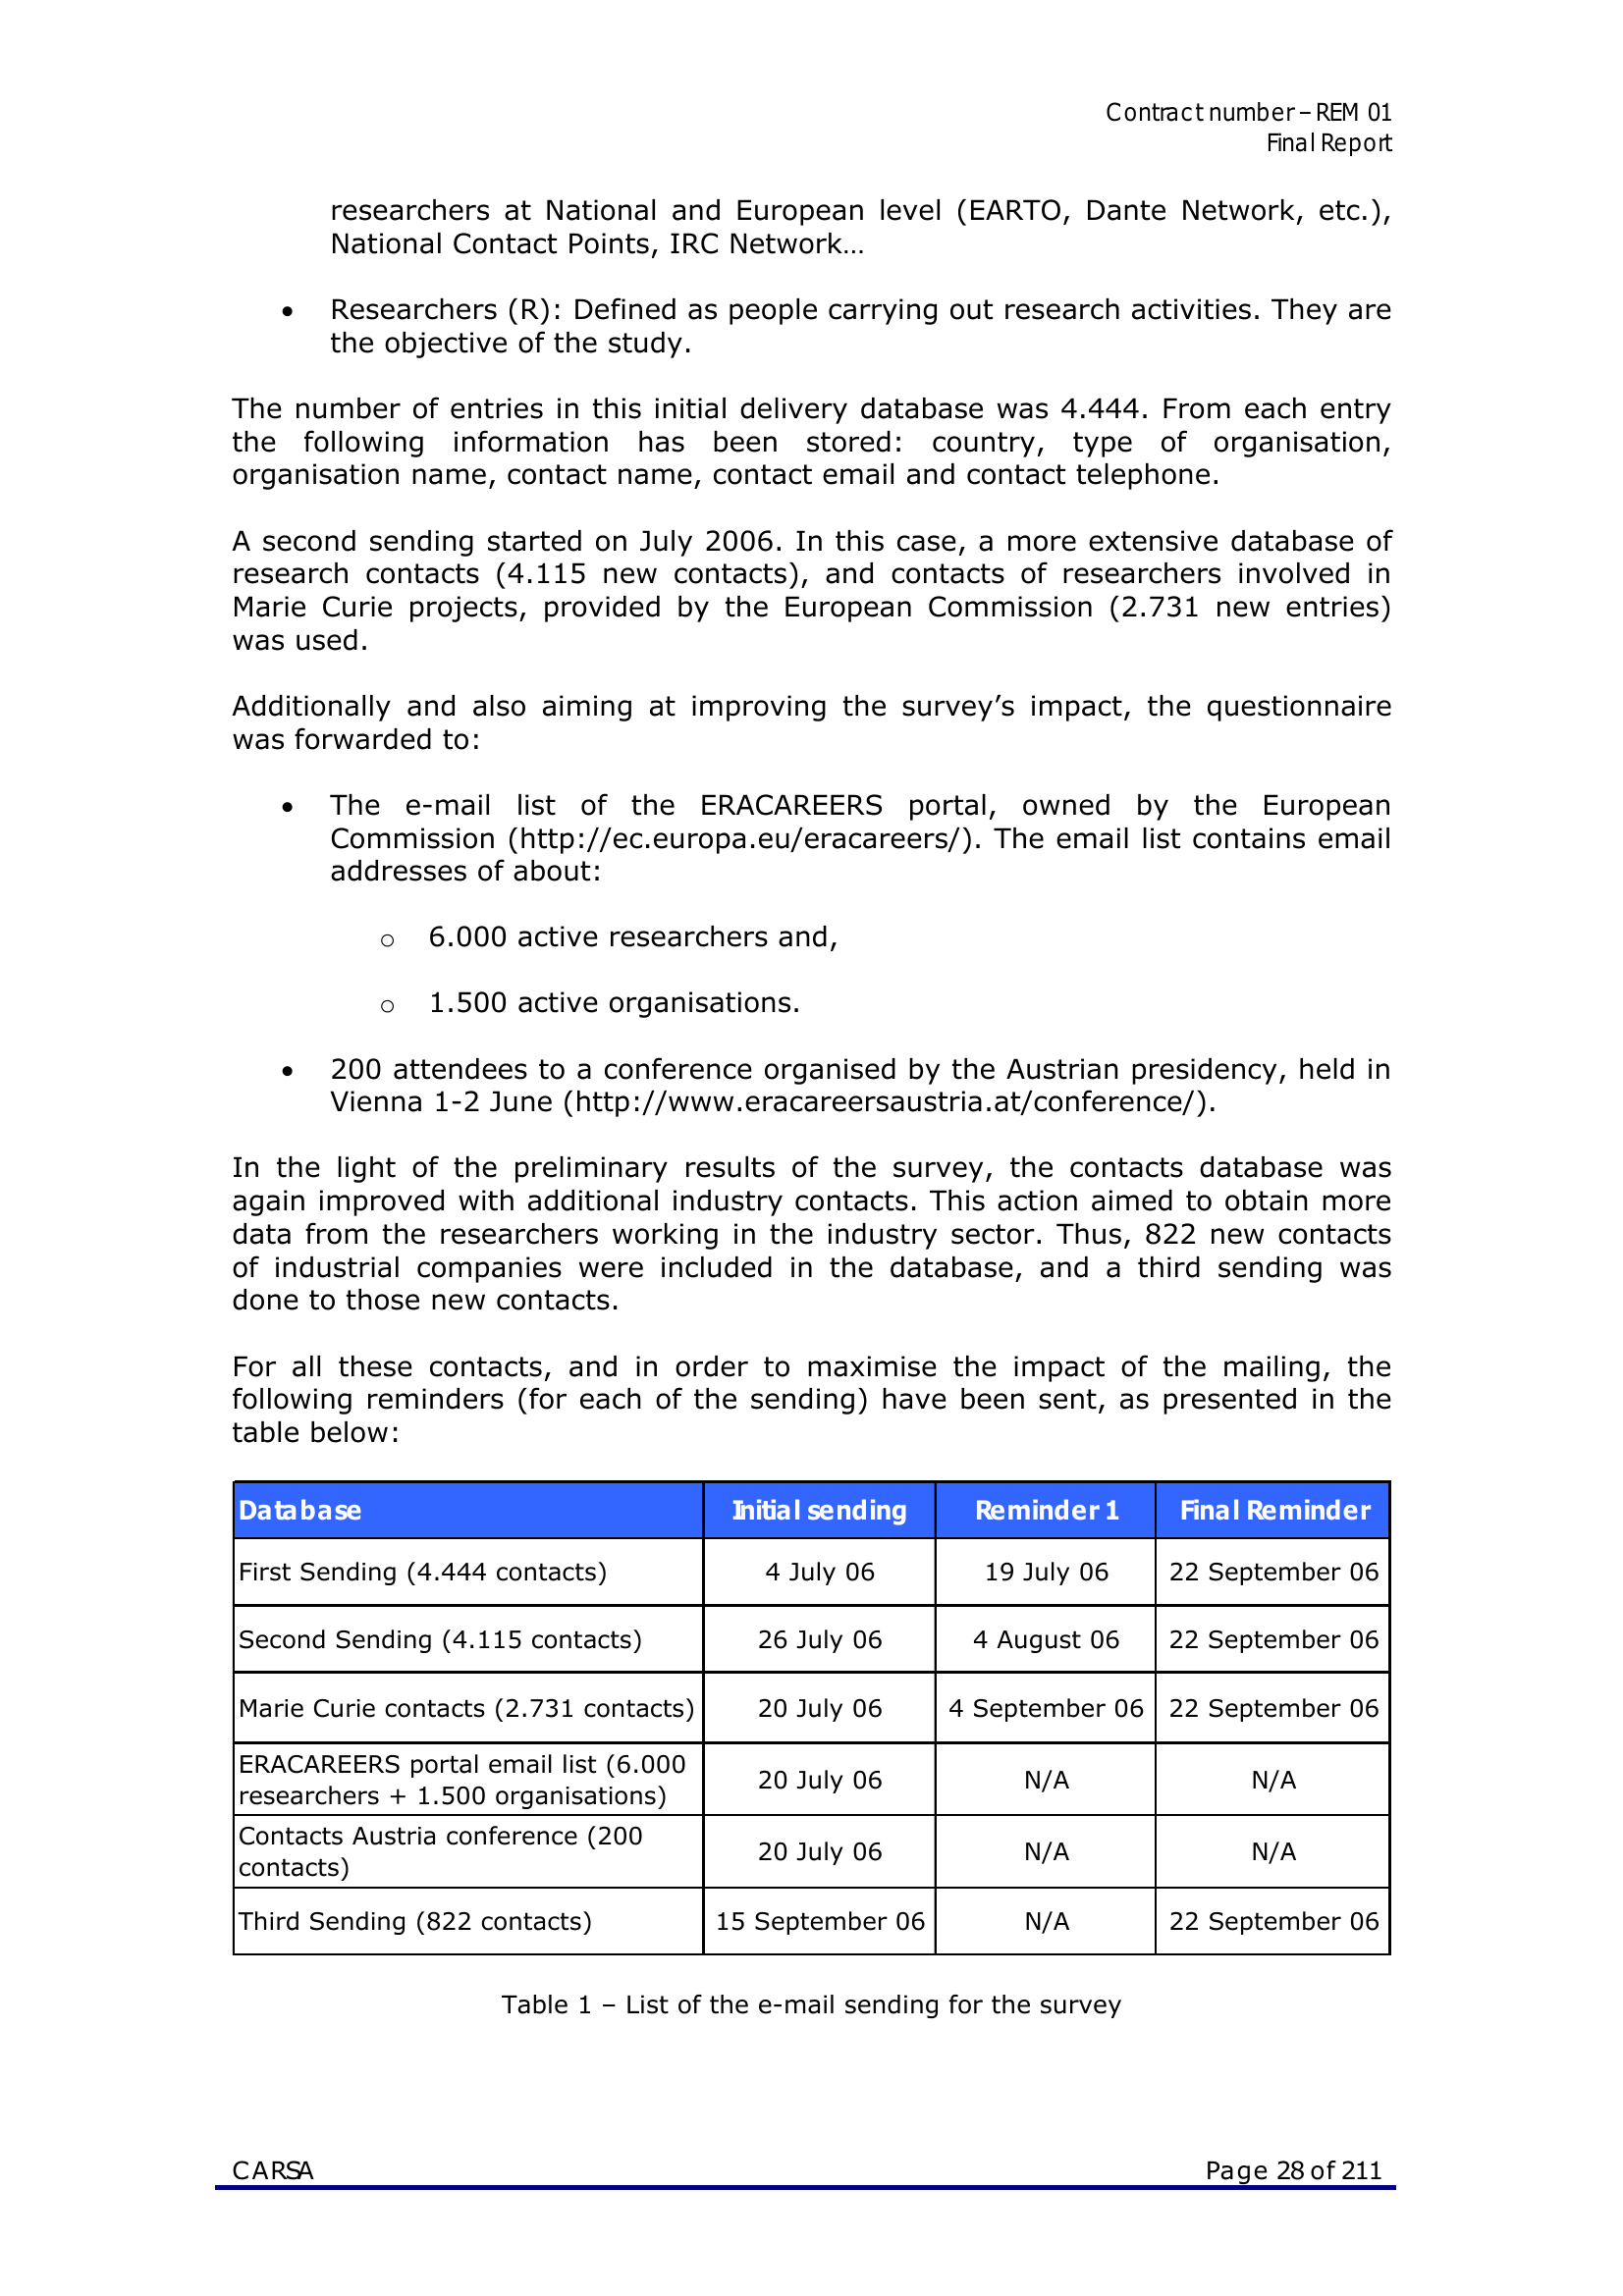 Contract number – REM 01
Final Report
researchers at National and European level (EARTO, Dante Network, etc.),
National Contact Points, IRC Network…
• Researchers (R): Defined as people carrying out research activities. They are
the objective of the study.
The number of entries in this initial delivery database was 4.444. From each entry
the following information has been stored: country, type of organisation,
organisation name, contact name, contact email and contact telephone.
A second sending started on July 2006. In this case, a more extensive database of
research contacts (4.115 new contacts), and contacts of researchers involved in
Marie Curie projects, provided by the European Commission (2.731 new entries)
was used.
Additionally and also aiming at improving the survey’s impact, the questionnaire
was forwarded to:
• The e-mail list of the ERACAREERS portal, owned by the European
Commission (http://ec.europa.eu/eracareers/). The email list contains email
addresses of about:
o 6.000 active researchers and,
o 1.500 active organisations.
• 200 attendees to a conference organised by the Austrian presidency, held in
Vienna 1-2 June (http://www.eracareersaustria.at/conference/).
In the light of the preliminary results of the survey, the contacts database was
again improved with additional industry contacts. This action aimed to obtain more
data from the researchers working in the industry sector. Thus, 822 new contacts
of industrial companies were included in the database, and a third sending was
done to those new contacts.
For all these contacts, and in order to maximise the impact of the mailing, the
following reminders (for each of the sending) have been sent, as presented in the
table below:
Database Initial sending Reminder 1 Final Reminder
First Sending (4.444 contacts) 4 July 06 19 July 06 22 September 06
Second Sending (4.115 contacts) 26 July 06 4 August 06 22 September 06
Marie Curie contacts (2.731 contacts) 20 July 06 4 September 06 22 September 06
ERACAREERS portal email list (6.000
researchers + 1.500 organisations) 20 July 06 N/A N/A
Contacts Austria conference (200
contacts) 20 July 06 N/A N/A
Third Sending (822 contacts) 15 September 06 N/A 22 September 06
Table 1 – List of the e-mail sending for the survey
CARSA Page 28 of 211